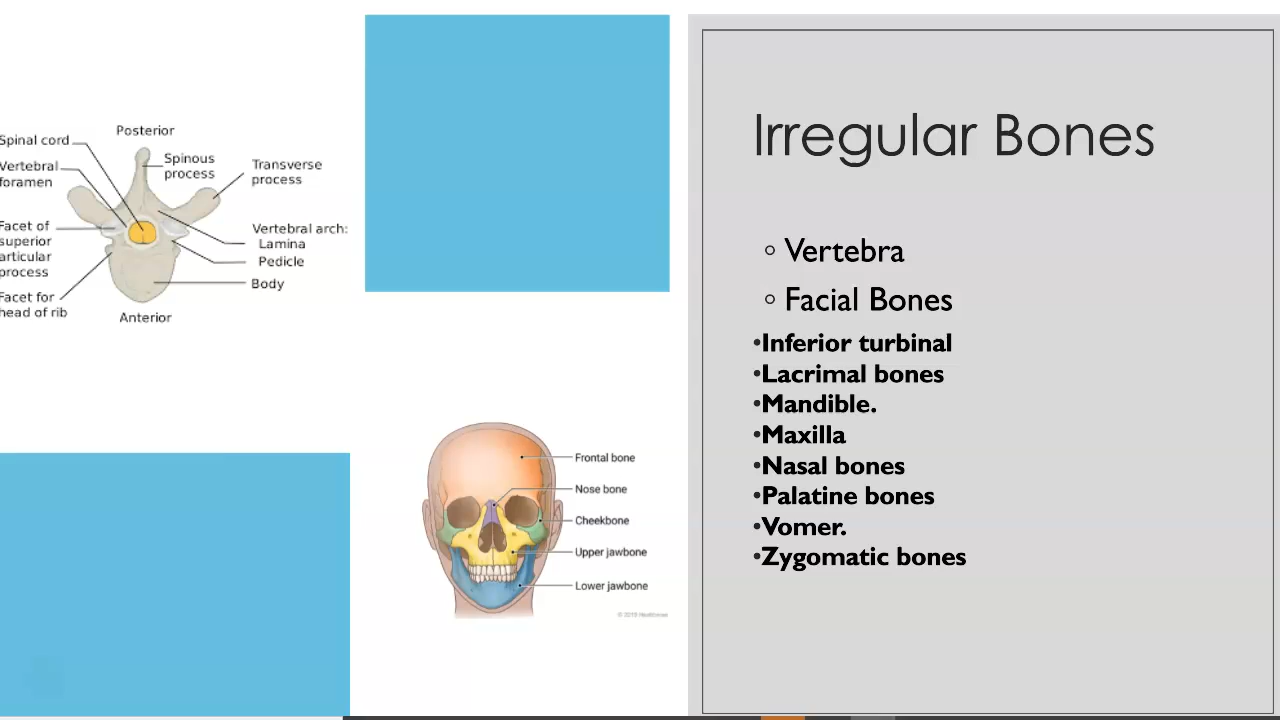 Posterior
Spinal cord
Spinous
process
Vertebral
foramen
Transverse
process
Facet of
superior
articular
process
Vertebral arch:
Lamina
Pedicle
Body
Facet for
head of rib
Anterior
Frontal bone
Nose bone
Cheekbone
Upper jawbone
Lower jawbone
Irregular Bones
◦ Vertebra
◦ Facial Bones
•Inferior turbinal
•Lacrimal bones
•Mandible.
•Maxilla
•Nasal bones
•Palatine bones
•Vomer.
•Zygomatic bones